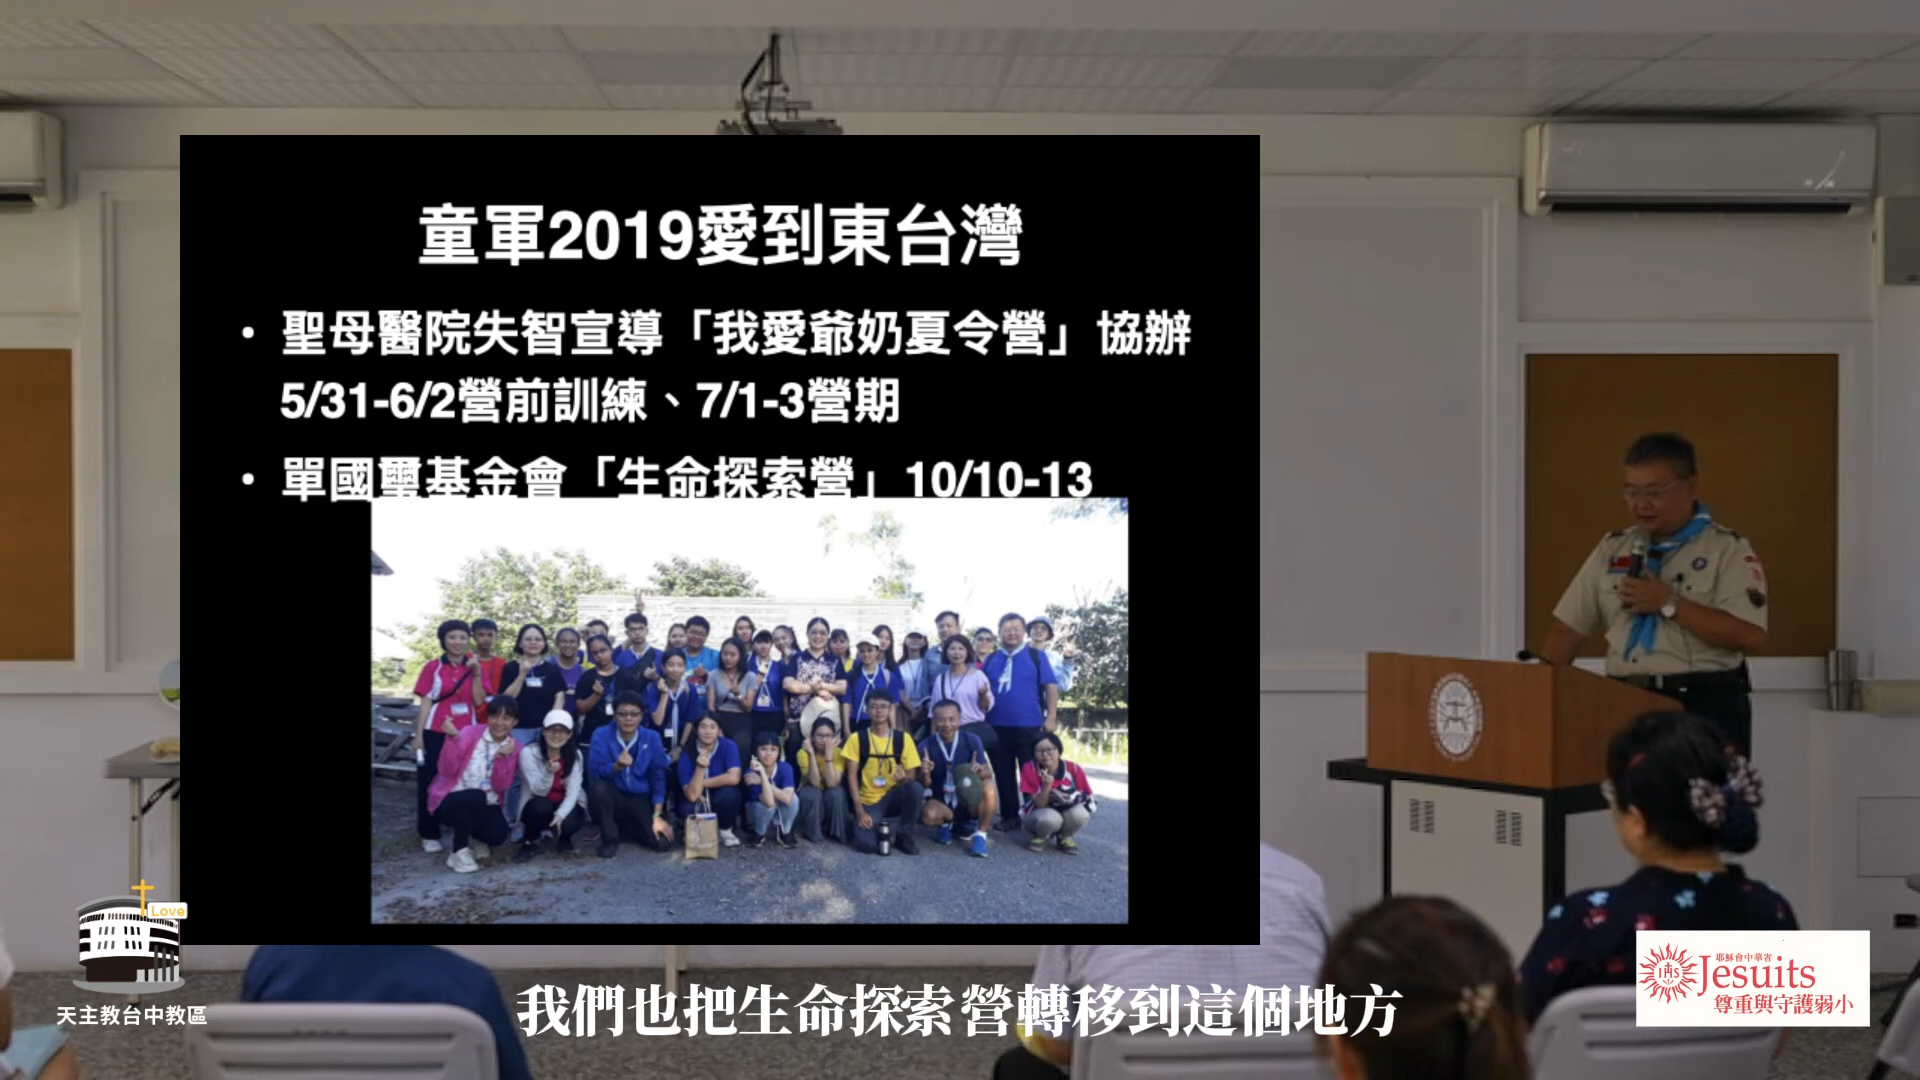 童軍2019愛到東台灣
• 聖母醫院失智宣導「我愛爺奶夏令營」協辦
5/31-6/2營前訓練、7/1-3營期
• 單國璽基金會「生命探索營」10/10-13
Love
天主教台中教區
耶穌會中華省
IHS
Jesuits
尊重與守護弱小
我們也把生命探索營轉移到這個地方